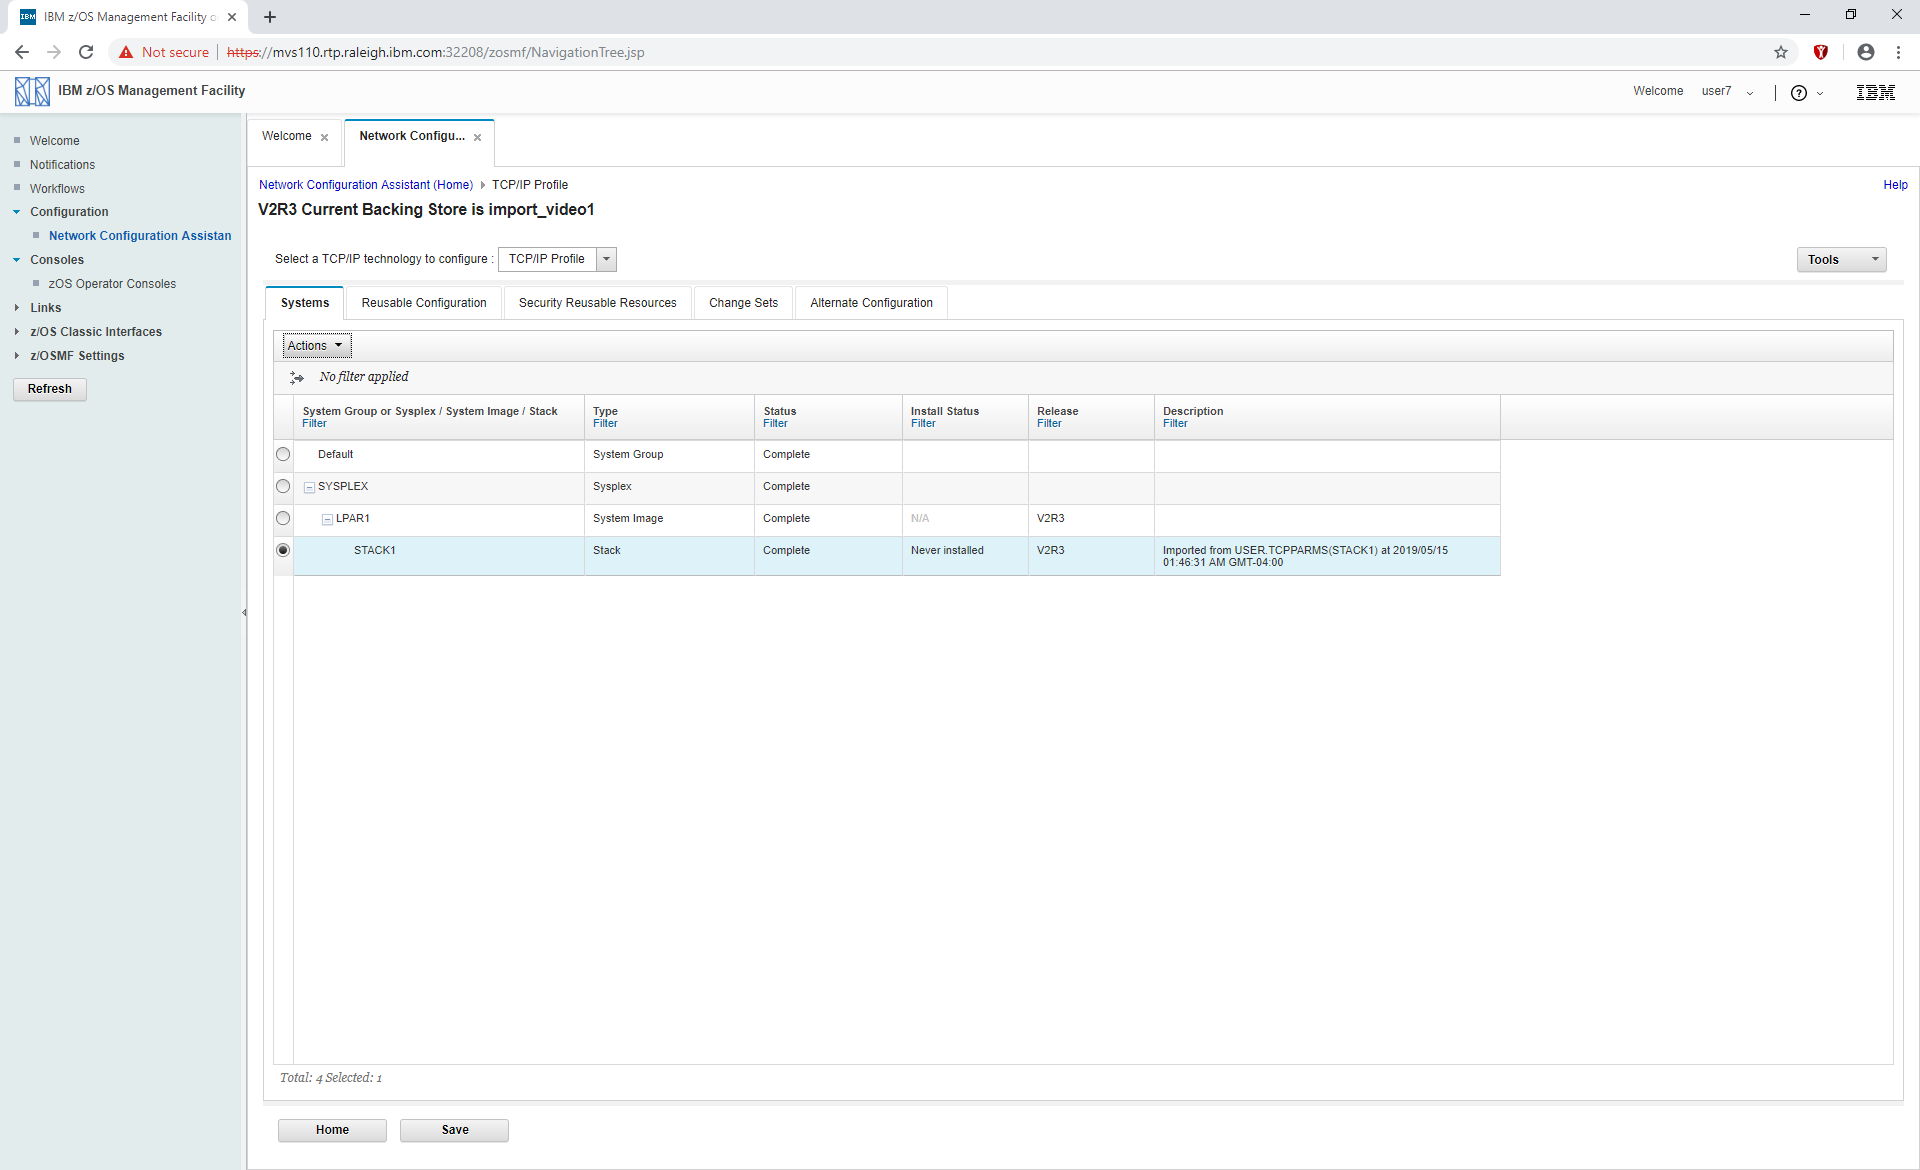 IBM IBM z/OS Management Facility o
Not secure https://mvs110.rtp.raleigh.ibm.com:32208/zosmf/NavigationTree.jsp
IBM z/OS Management Facility
Welcome user7 ? IBM
Welcome
Notifications
Workflows
Configuration
Network Configuration Assistan
Consoles
zOS Operator Consoles
Links
z/OS Classic Interfaces
z/OSMF Settings
Refresh
Welcome Network Configu...
Network Configuration Assistant (Home) TCP/IP Profile Help
V2R3 Current Backing Store is import_video1
Select a TCP/IP technology to configure : TCP/IP Profile Tools
Systems Reusable Configuration Security Reusable Resources Change Sets Alternate Configuration
Actions
No filter applied
System Group or Sysplex / System Image / Stack Type Status Install Status Release Description
Filter Filter Filter Filter Filter Filter
Default System Group Complete
SYSPLEX Sysplex Complete
LPAR1 System Image Complete N/A V2R3
STACK1 Stack Complete Never installed V2R3 Imported from USER.TCPPARMS(STACK1) at 2019/05/15
01:46:31 AM GMT-04:00
Total: 4 Selected: 1
Home Save